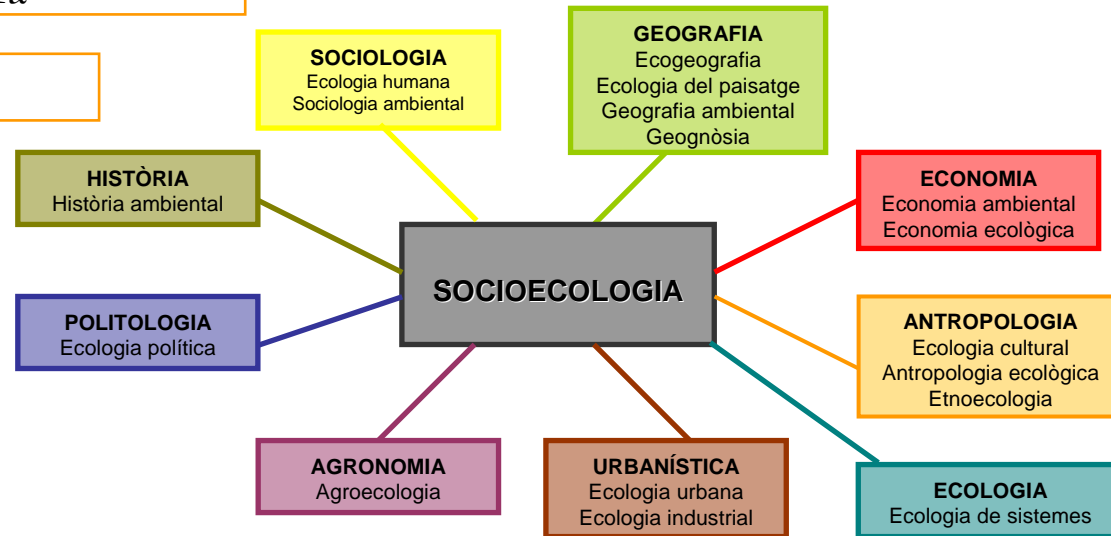 SOCIOLOGIA
Ecologia humana
Sociologia ambiental
GEOGRAFIA
Ecogeografia
Ecologia del paisatge
Geografia ambiental
Geognòsia
HISTÒRIA
Història ambiental
ECONOMIA
Economia ambiental
Economia ecològica
SOCIOECOLOGIA
POLITOLOGIA
Ecologia política
ANTROPOLOGIA
Ecologia cultural
Antropologia ecològica
Etnoecologia
AGRONOMIA
Agroecologia
URBANÍSTICA
Ecologia urbana
Ecologia industrial
ECOLOGIA
Ecologia de sistemes